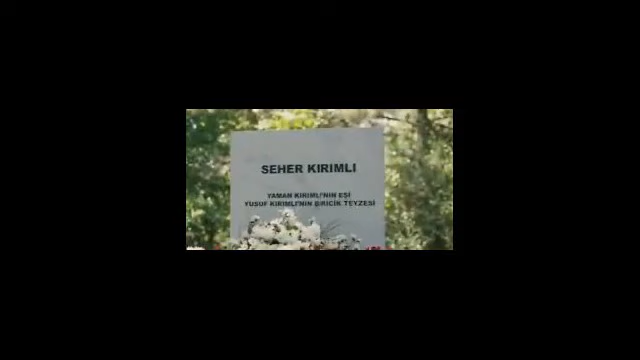 SEHER KIRIMLI
YAMAN KIRIMLI'NIN EŞİ
YUSUF KIRIMLI'NIN BİRİCİK TEYZESİ